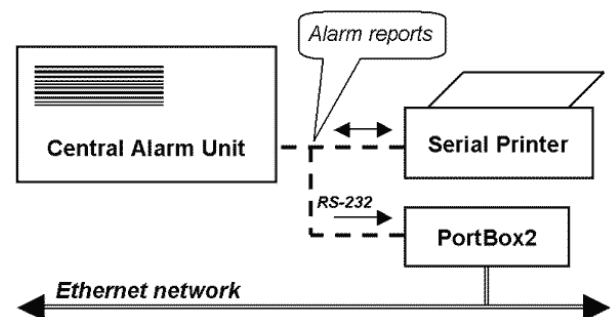 Alarm reports
Central Alarm Unit
Serial Printer
RS-232
PortBox2
Ethernet network